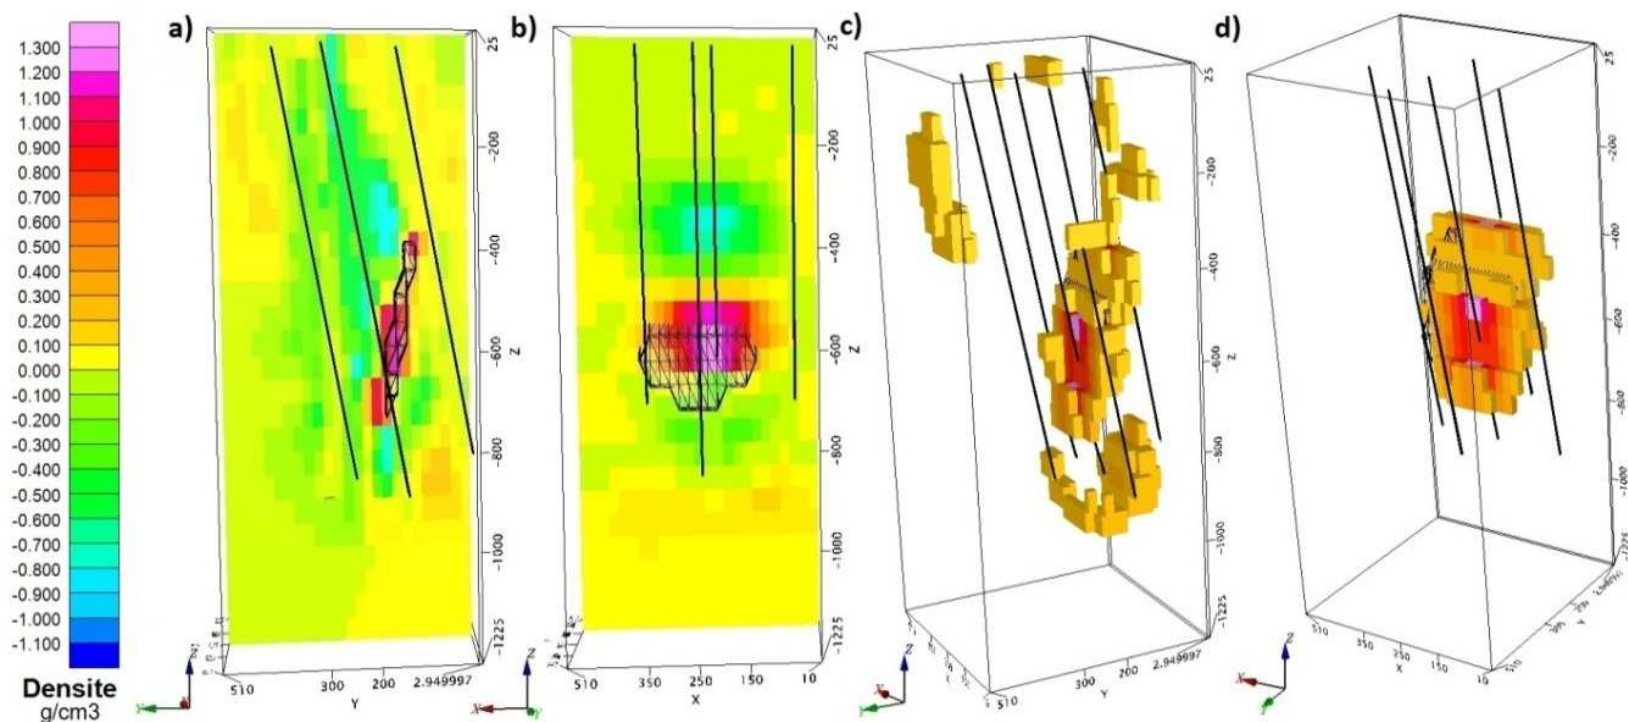 1.300
1.200
1.100
1.000
0.900
0.800
0.700
0.600
0.500
0.400
0.300
0.200
0.100
0.000
-0.100
-0.200
-0.300
-0.400
-0.500
-0.600
-0.700
-0.800
-0.900
-1.000
-1.100
Densite
g/cm3
a)
25
-200
-400
Z
-600
-800
-1000
-1225
510
300
200
2.949997
Y
Y
X
b)
25
-200
-400
Z
-600
-800
-1000
-1225
510
350
250
150
10
X
X
Y
Z
c)
25
-200
-400
Z
-600
-800
-1000
-1225
510
300
200
2.949997
Y
X
Y
Z
d)
25
-200
-400
Z
-600
-800
-1000
-1225
510
350
250
150
10
X
Y
510
X
Y
Z